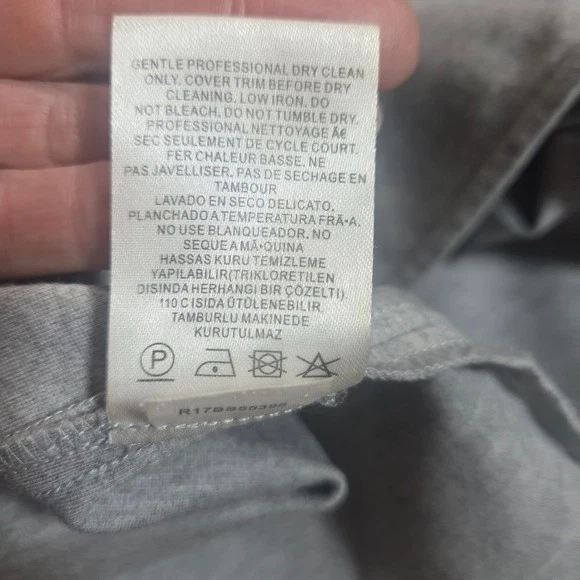 GENTLE PROFESSIONAL DRY CLEAN
ONLY. COVER TRIM BEFORE DRY
CLEANING. LOW IRON. DO
NOT BLEACH. DO NOT TUMBLE DRY.
PROFESSIONAL NETTOYAGE Ã€
SEC SEULEMENT DE CYCLE COURT.
FER CHALEUR BASSE. NE
PAS JAVELLISER. PAS DE SECHAGE EN
TAMBOUR
LAVADO EN SECO DELICATO.
PLANCHADO A TEMPERATURA FRÃ·A.
NO USE BLANQUEADOR. NO
SEQUE A MÃ·QUINA
HASSAS KURU TEMIZLEME
YAPILABILIR(TRIKLORETILEN
DISINDA HERHANGI BIR ÇÖZELTI).
110 C ISIDA ÜTÜLENEBILIR.
TAMBURLU MAKINEDE
KURUTULMAZ
P